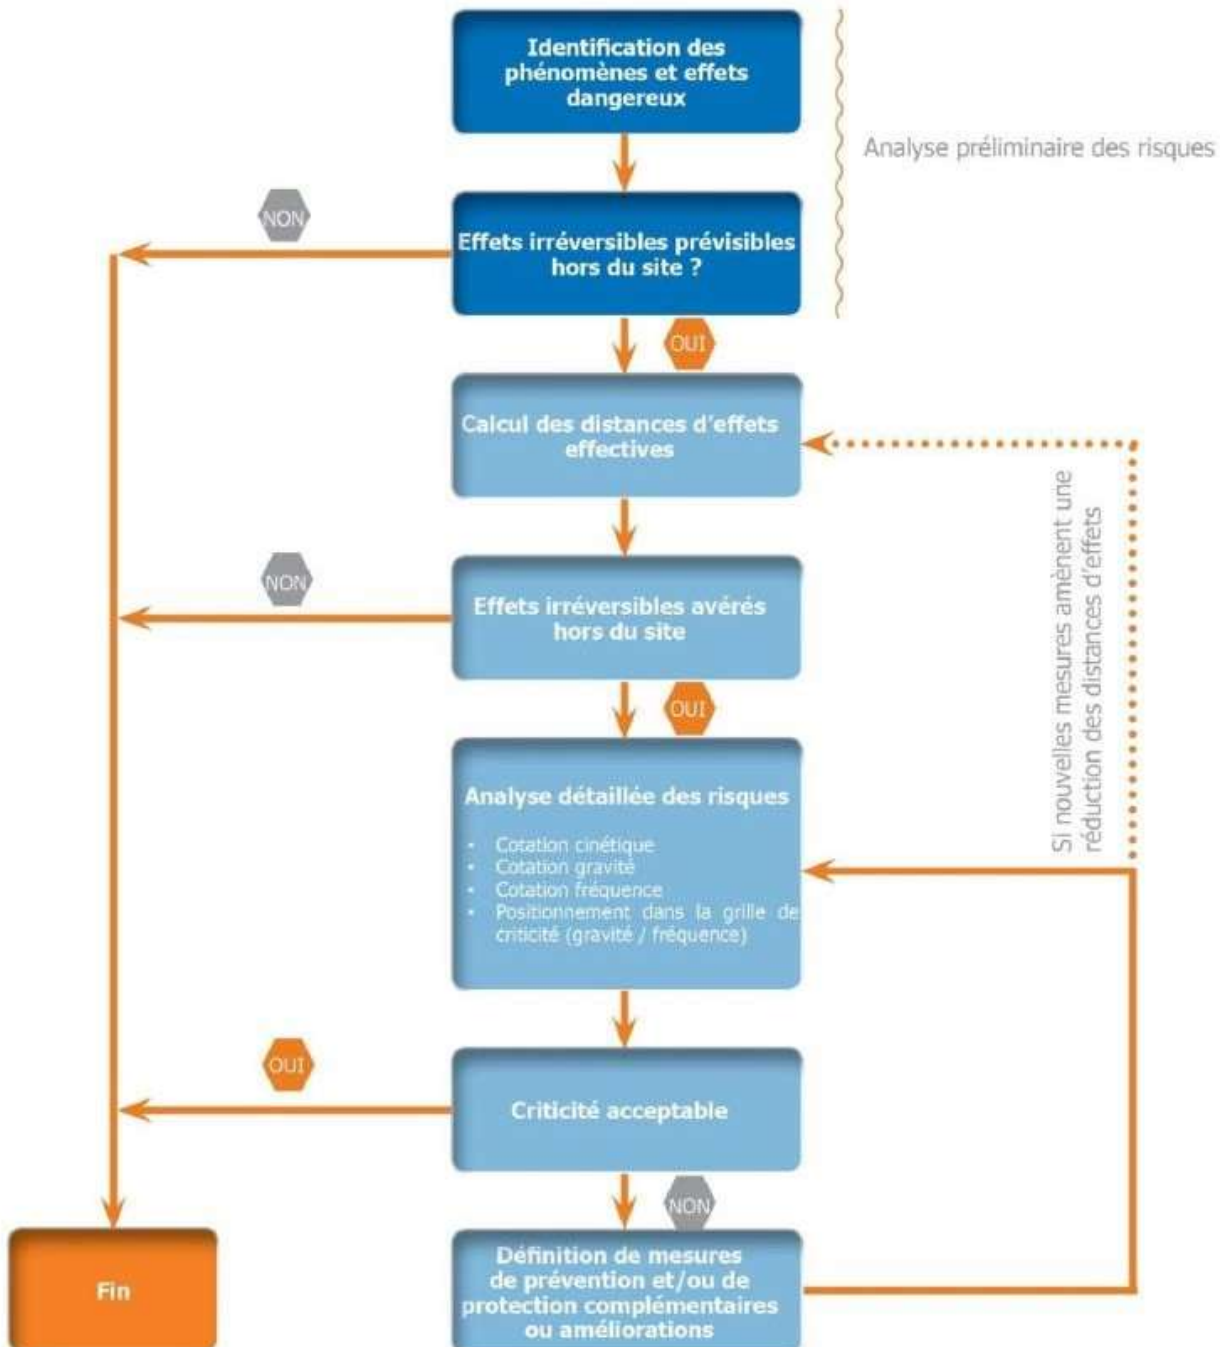 Identification des
phénomènes et effets
dangereux
Analyse préliminaire des risques
NON
Effets irréversibles prévisibles
hors du site ?
OUI
Calcul des distances d'effets
effectives
Si nouvelles mesures amènent une
réduction des distances d'effets
NON
Effets irréversibles avérés
hors du site
OUI
Analyse détaillée des risques
• Cotation cinétique
• Cotation gravité
• Cotation fréquence
• Positionnement dans la grille de
criticité (gravité / fréquence)
OUI
Criticité acceptable
NON
Fin
Définition de mesures
de prévention et/ou de
protection complémentaires
ou améliorations